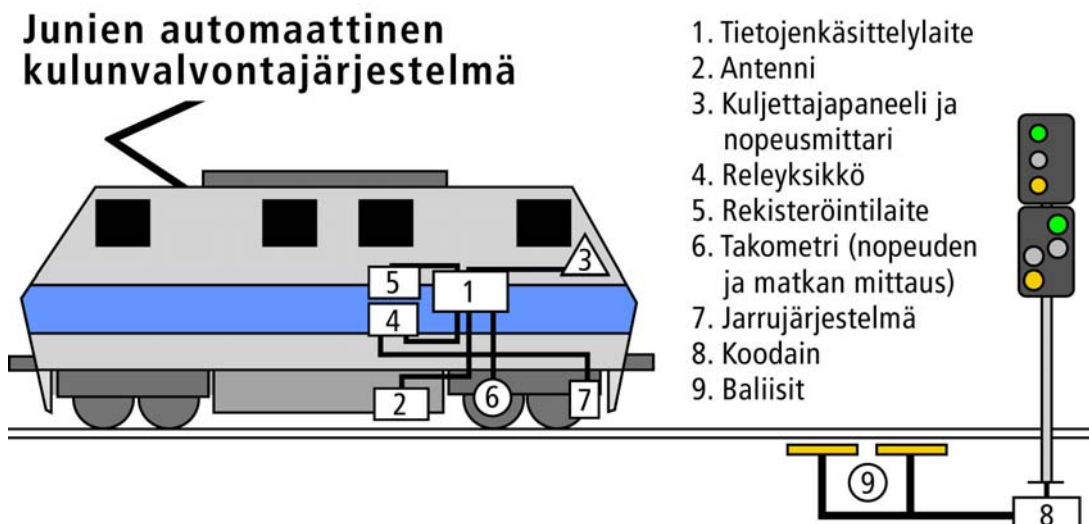 Junien automaattinen
kulunvalvontajärjestelmä
1. Tietojenkäsittelylaite
2. Antenni
3. Kuljettajapaneeli ja
nopeusmittari
4. Releyksikkö
5. Rekisteröintilaite
6. Takometri (nopeuden
ja matkan mittaus)
7. Jarrujärjestelmä
8. Koodain
9. Baliisit
3
5
1
4
2
6
7
9
8